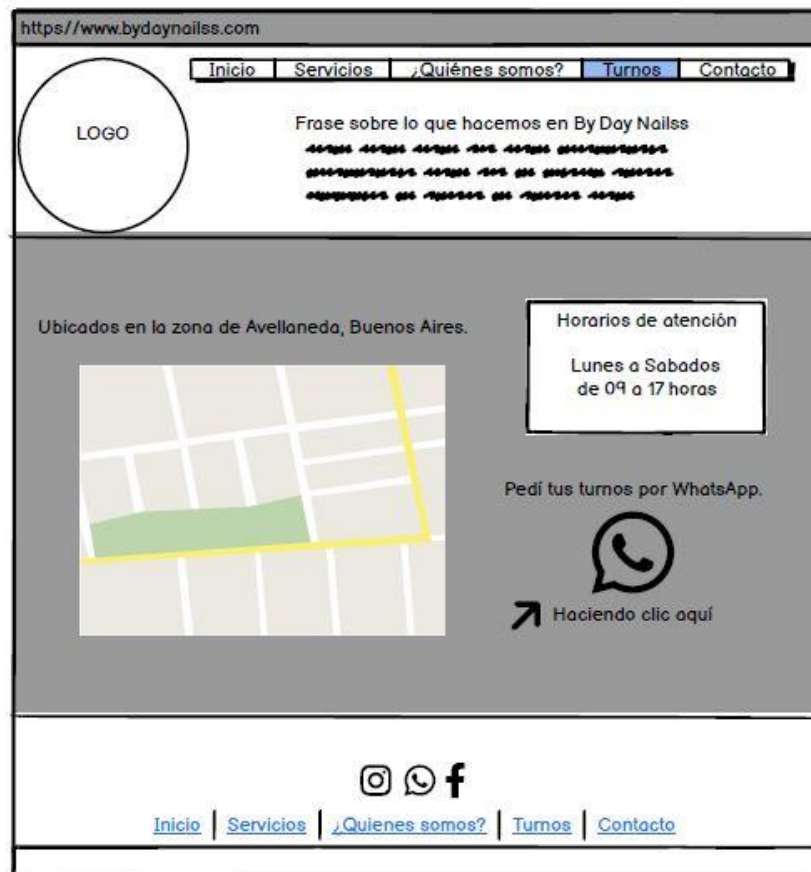 https//www.bydaynailss.com
Inicio Servicios ¿Quiénes somos? Turnos Contacto
LOGO
Frase sobre lo que hacemos en By Day Nailss
Ubicados en la zona de Avellaneda, Buenos Aires.
Horarios de atención
Lunes a Sabados
de 09 a 17 horas
Pedí tus turnos por WhatsApp.
Haciendo clic aquí
Inicio Servicios ¿Quienes somos? Turnos Contacto